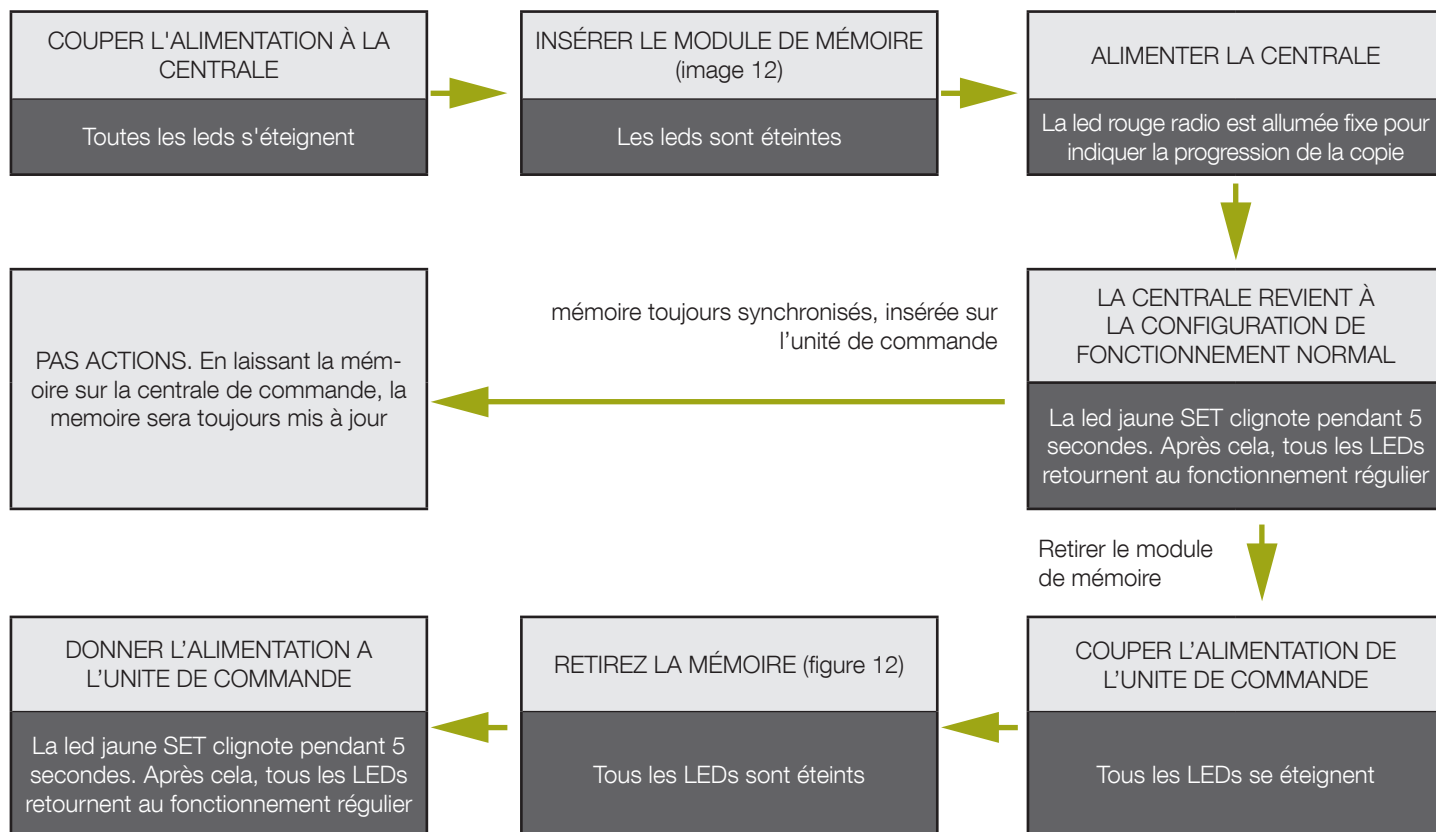 COUPER L'ALIMENTATION À LA
CENTRALE
Toutes les leds s'éteignent
INSÉRER LE MODULE DE MÉMOIRE
(image 12)
Les leds sont éteintes
ALIMENTER LA CENTRALE
La led rouge radio est allumée fixe pour
indiquer la progression de la copie
LA CENTRALE REVIENT À
LA CONFIGURATION DE
FONCTIONNEMENT NORMAL
La led jaune SET clignote pendant 5
secondes. Après cela, tous les LEDs
retournent au fonctionnement régulier
mémoire toujours synchronisés, insérée sur
l’unité de commande
PAS ACTIONS. En laissant la mém-
oire sur la centrale de commande, la
memoire sera toujours mis à jour
Retirer le module
de mémoire
COUPER L’ALIMENTATION DE
L’UNITE DE COMMANDE
Tous les LEDs se éteignent
RETIREZ LA MÉMOIRE (figure 12)
Tous les LEDs sont éteints
DONNER L’ALIMENTATION A
L’UNITE DE COMMANDE
La led jaune SET clignote pendant 5
secondes. Après cela, tous les LEDs
retournent au fonctionnement régulier